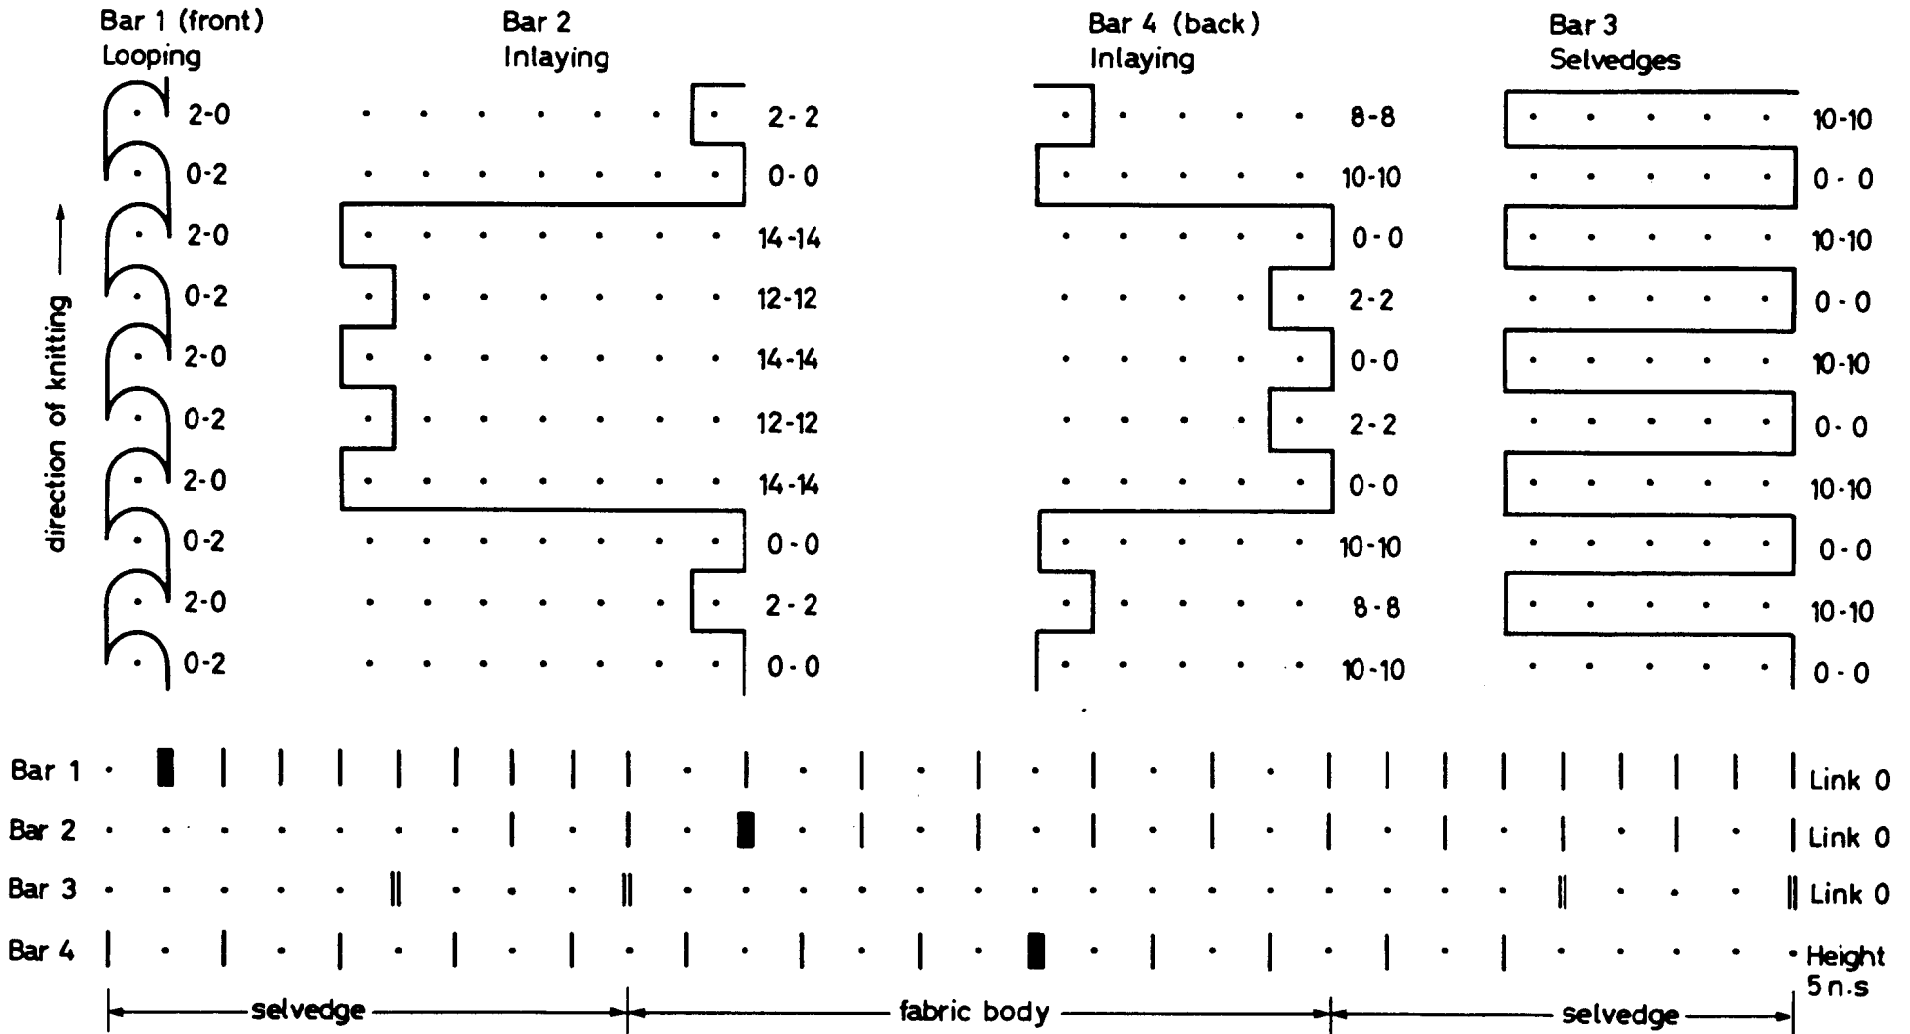 Bar 1 (front)
Looping
Bar 2
Inlaying
Bar 4 (back)
Inlaying
Bar 3
Selvedges
direction of knitting
2-0 2-2 8-8 10-10
0-2 0-0 10-10 0-0
2-0 14-14 0-0 10-10
0-2 12-12 2-2 0-0
2-0 14-14 0-0 10-10
0-2 12-12 2-2 0-0
2-0 14-14 0-0 10-10
0-2 0-0 10-10 0-0
2-0 2-2 8-8 10-10
0-2 0-0 10-10 0-0
Bar 1 Link 0
Bar 2 Link 0
Bar 3 Link 0
Bar 4 Height
5 n.s
selvedge fabric body selvedge